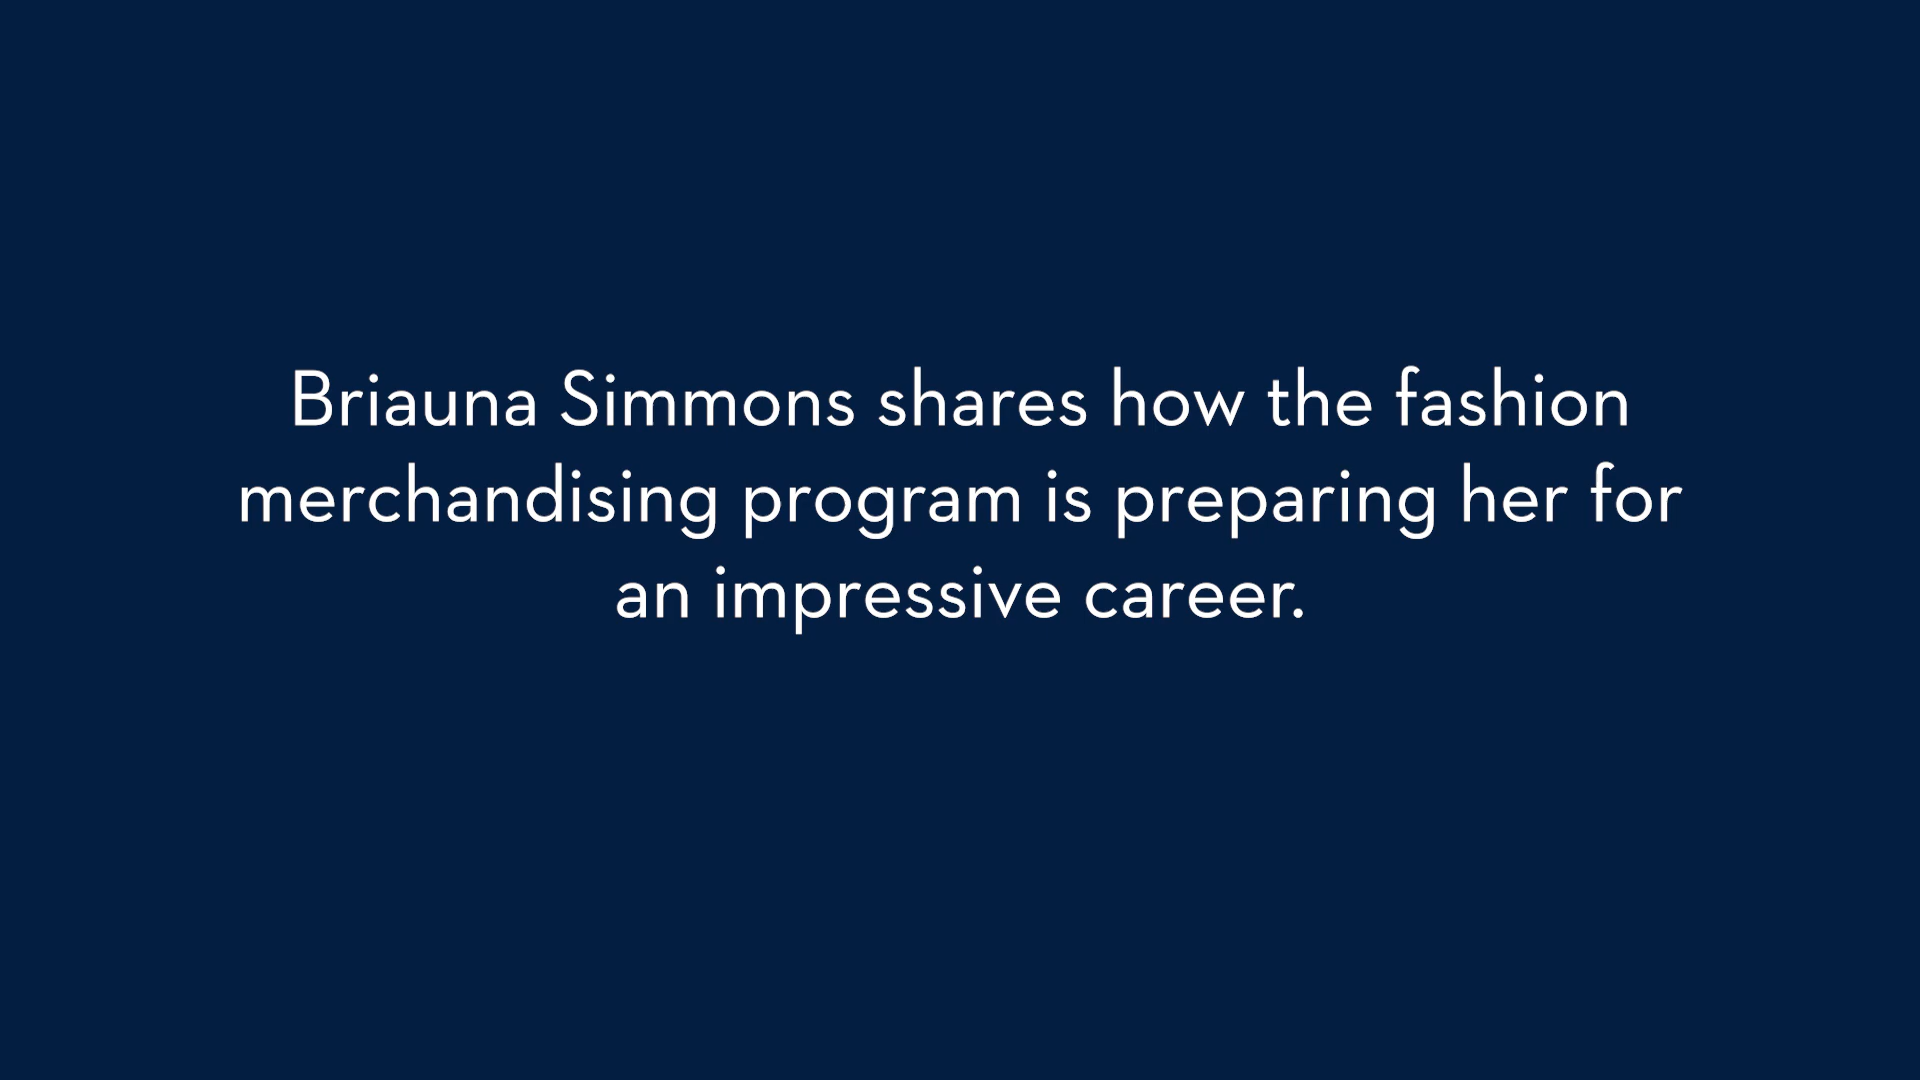 Briauna Simmons shares how the fashion
merchandising program is preparing her for
an impressive career.